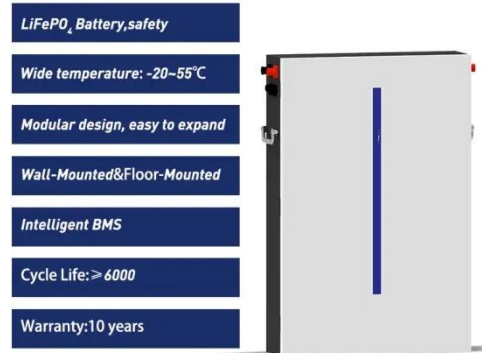 LiFePO₄ Battery,safety
Wide temperature: -20~55℃
Modular design, easy to expand
Wall-Mounted&Floor-Mounted
Intelligent BMS
Cycle Life:≥6000
Warranty:10 years